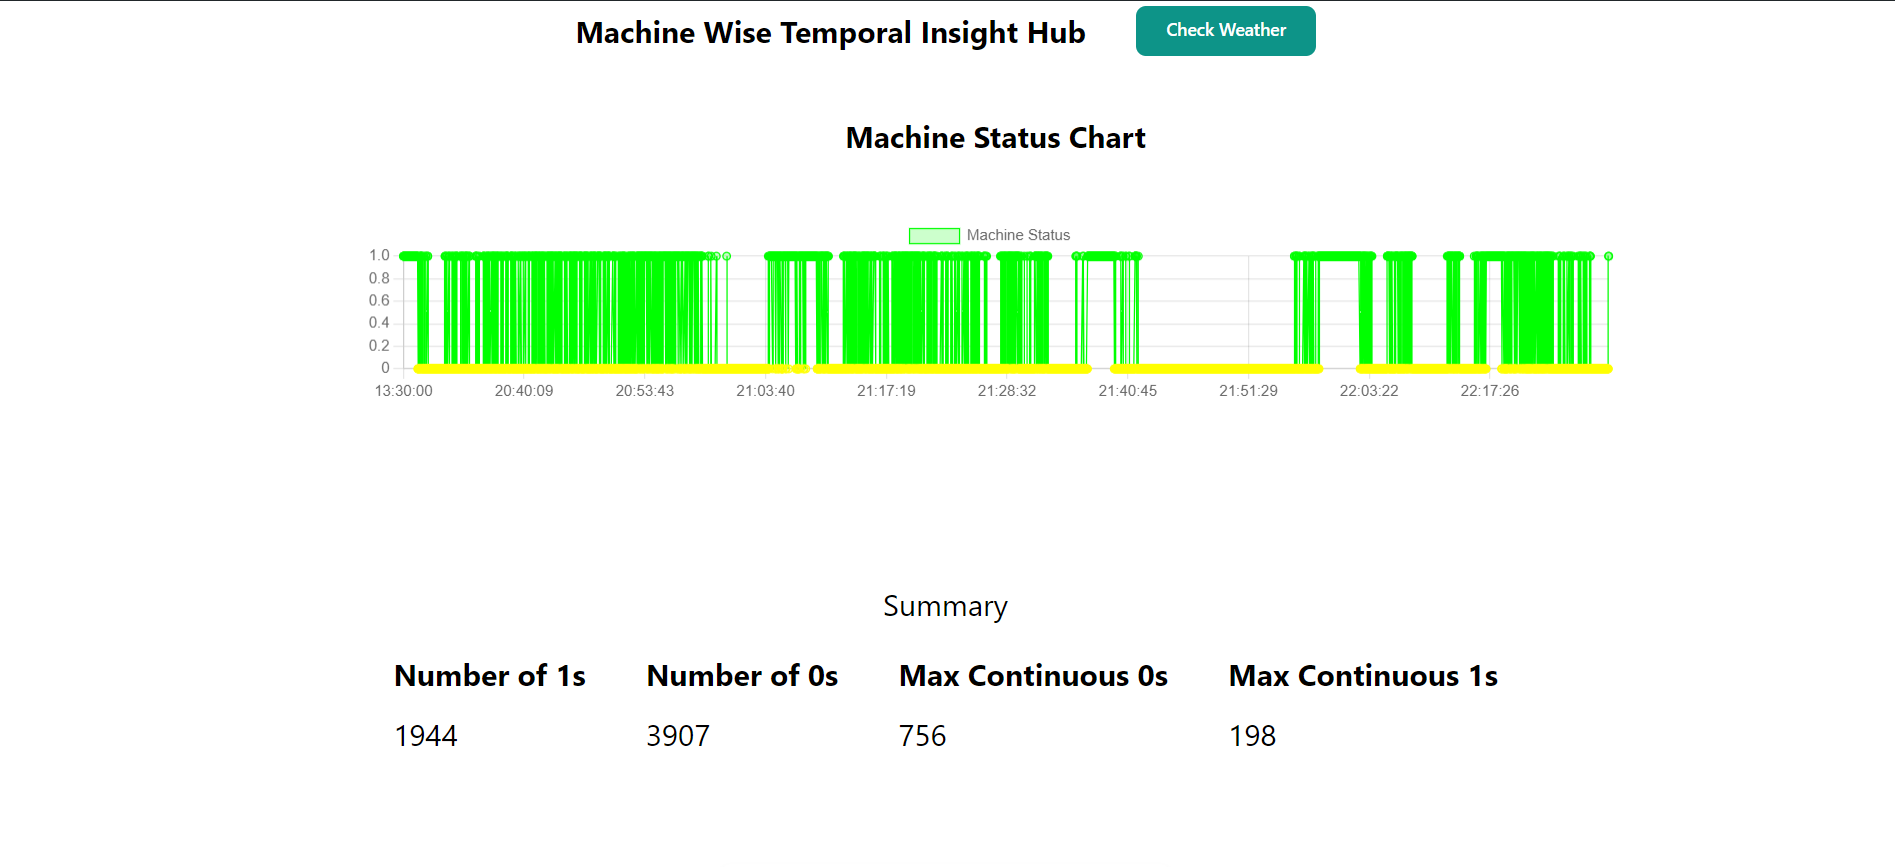 Machine Wise Temporal Insight Hub
Check Weather
Machine Status Chart
Machine Status
1.0
0.8
0.6
0.4
0.2
0
13:30:00 20:40:09 20:53:43 21:03:40 21:17:19 21:28:32 21:40:45 21:51:29 22:03:22 22:17:26
Summary
Number of 1s Number of 0s Max Continuous 0s Max Continuous 1s
1944 3907 756 198